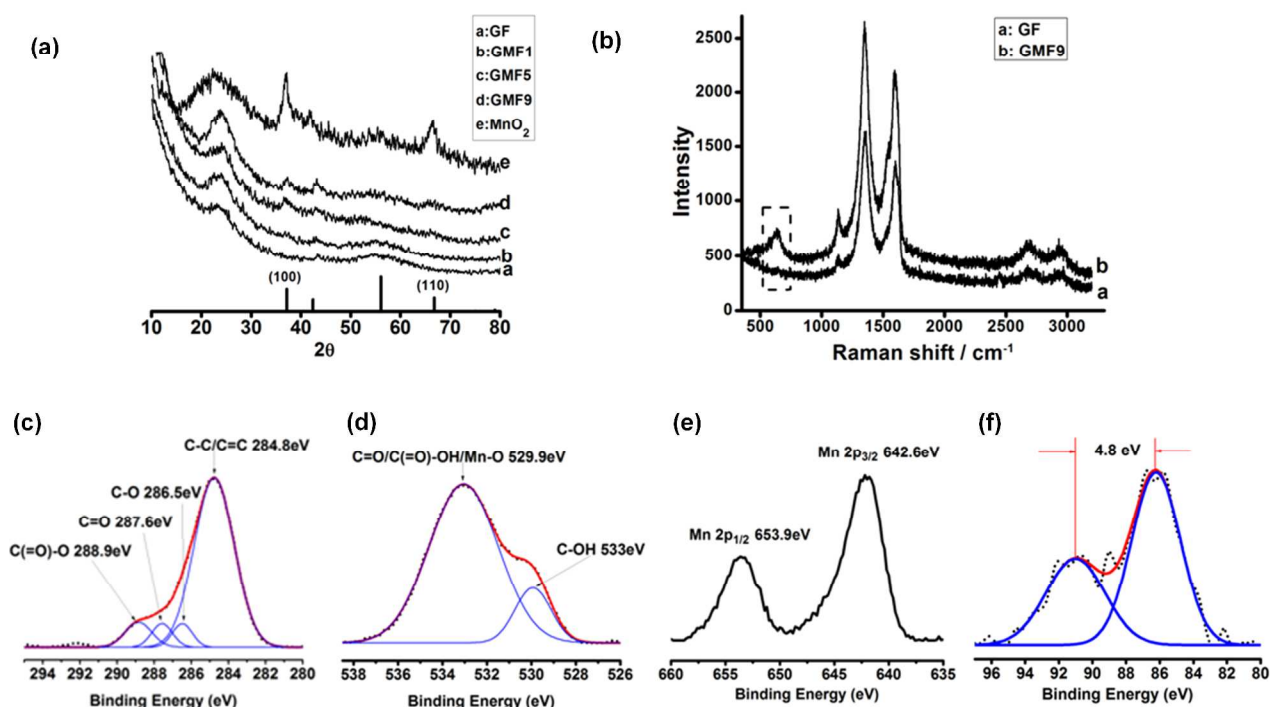 (a)
a:GF
b:GMF1
c:GMF5
d:GMF9
e:MnO2
e
d
c
b
a
(100)
(110)
10 20 30 40 50 60 70 80
2θ
(b)
a: GF
b: GMF9
2500
2000
1500
1000
500
0
Intensity
b
a
500 1000 1500 2000 2500 3000
Raman shift / cm-1
(c)
C-C/C=C 284.8eV
C-O 286.5eV
C=O 287.6eV
C(=O)-O 288.9eV
294 292 290 288 286 284 282 280
Binding Energy (eV)
(d)
C=O/C(=O)-OH/Mn-O 529.9eV
C-OH 533eV
538 536 534 532 530 528 526
Binding Energy (eV)
(e)
Mn 2p3/2 642.6eV
Mn 2p1/2 653.9eV
660 655 650 645 640 635
Binding Energy (eV)
(f)
4.8 eV
96 94 92 90 88 86 84 82 80
Binding Energy (eV)